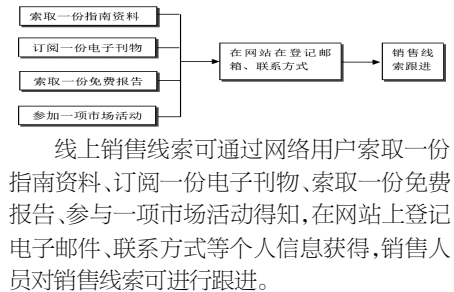 索取一份指南资料
订阅一份电子刊物
索取一份免费报告
参加一项市场活动
在网站在登记邮
箱、联系方式
销售线
索跟进
线上销售线索可通过网络用户索取一份
指南资料、订阅一份电子刊物、索取一份免费
报告、参与一项市场活动得知,在网站上登记
电子邮件、联系方式等个人信息获得,销售人
员对销售线索可进行跟进。